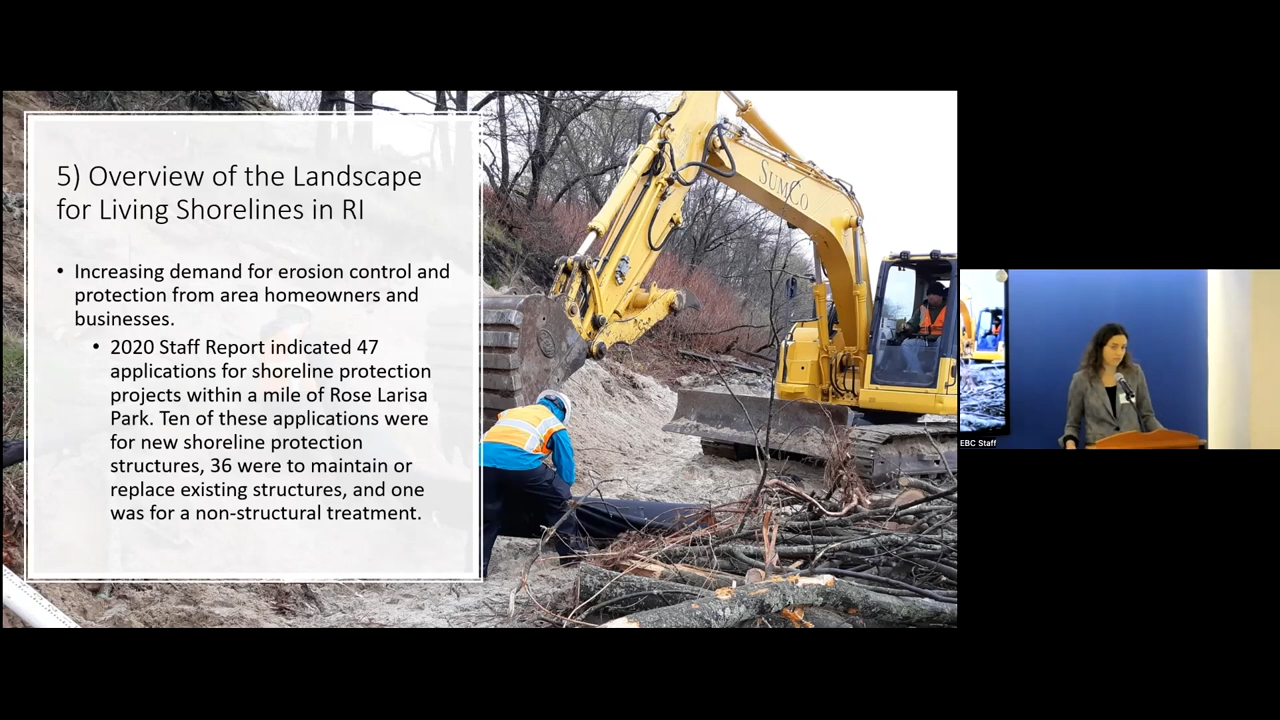 5) Overview of the Landscape
for Living Shorelines in RI
• Increasing demand for erosion control and
protection from area homeowners and
businesses.
• 2020 Staff Report indicated 47
applications for shoreline protection
projects within a mile of Rose Larisa
Park. Ten of these applications were
for new shoreline protection
structures, 36 were to maintain or
replace existing structures, and one
was for a non-structural treatment.
SUMCO
EBC Staff